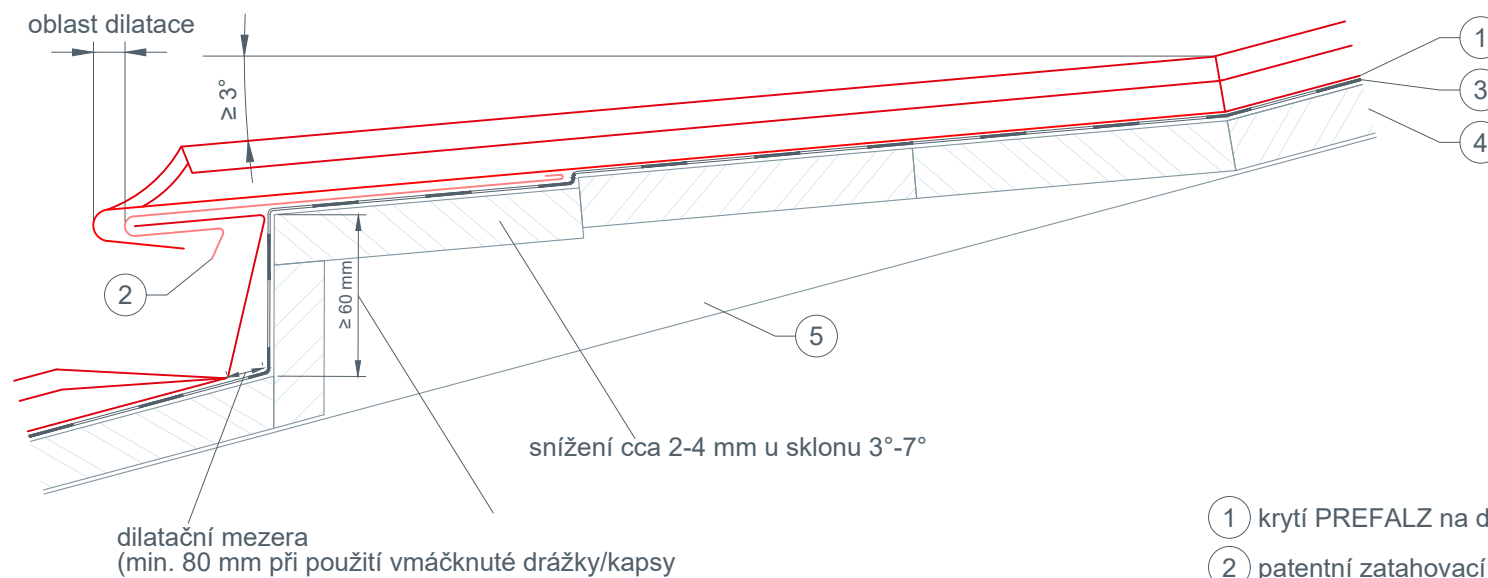 oblast dilatace
≥ 3°
1
3
4
2
≥ 60 mm
5
snížení cca 2-4 mm u sklonu 3°-7°
dilatační mezera
(min. 80 mm při použití vmáčknuté drážky/kapsy
1 krytí PREFALZ na d
2 patentní zatahovací